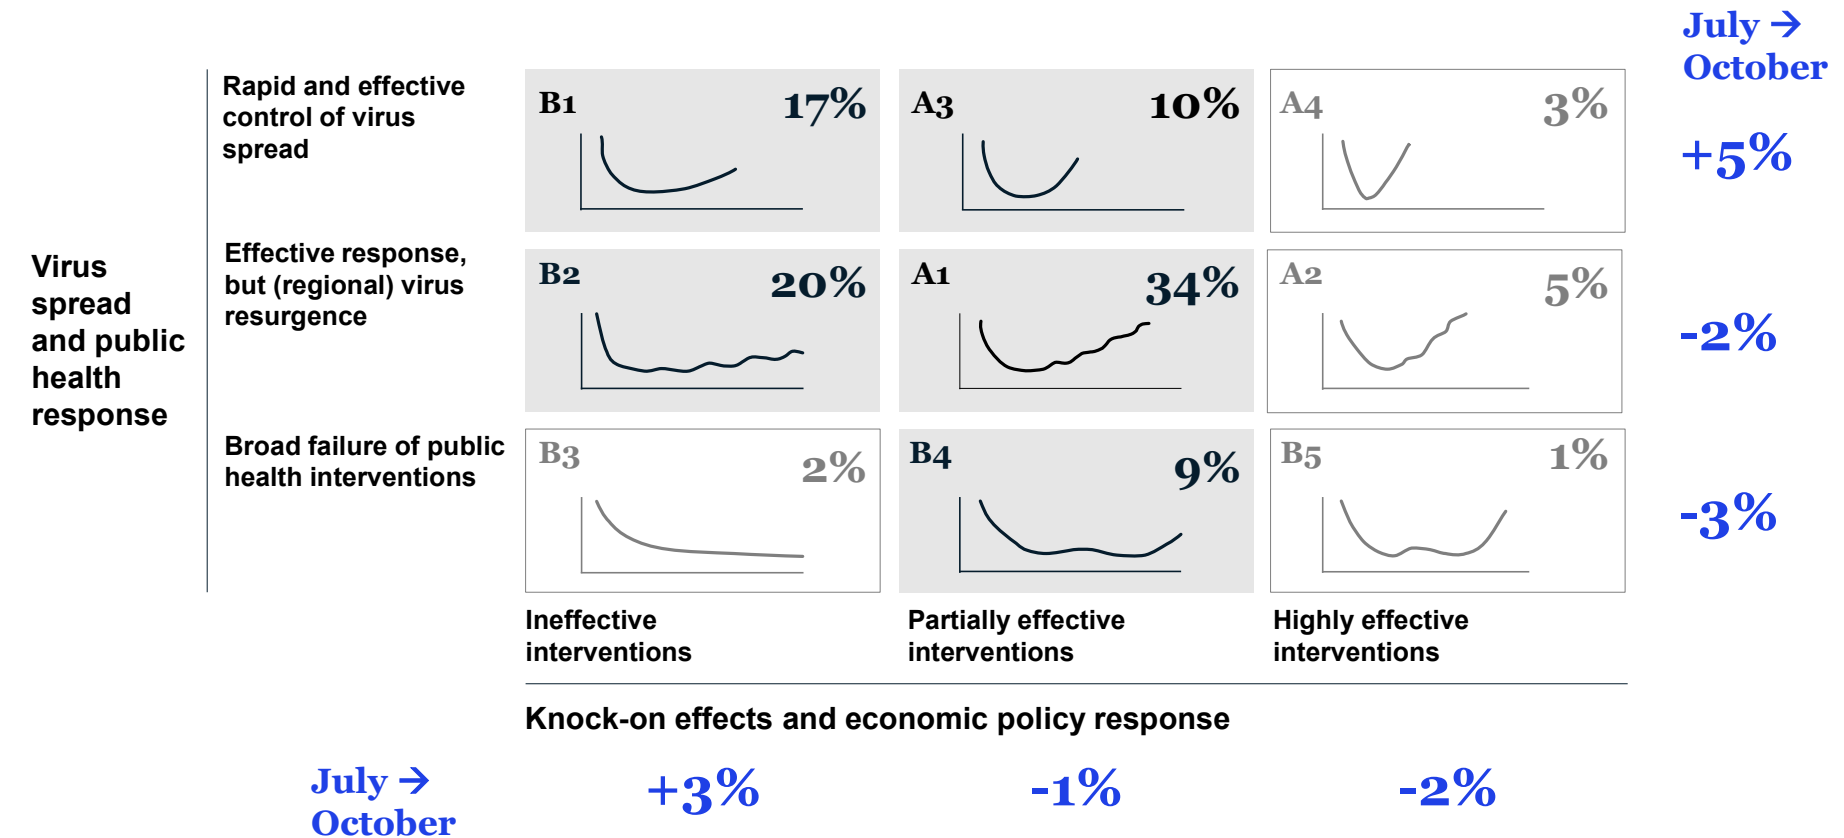 July →
October
Rapid and effective
control of virus
spread
B1
17%
A3
10%
A4
3%
+5%
Virus
spread
and public
health
response
Effective response,
but (regional) virus
resurgence
B2
20%
A1
34%
A2
5%
-2%
Broad failure of public
health interventions
B3
2%
B4
9%
B5
1%
-3%
Ineffective
interventions
Partially effective
interventions
Highly effective
interventions
Knock-on effects and economic policy response
July →
October
+3%
-1%
-2%